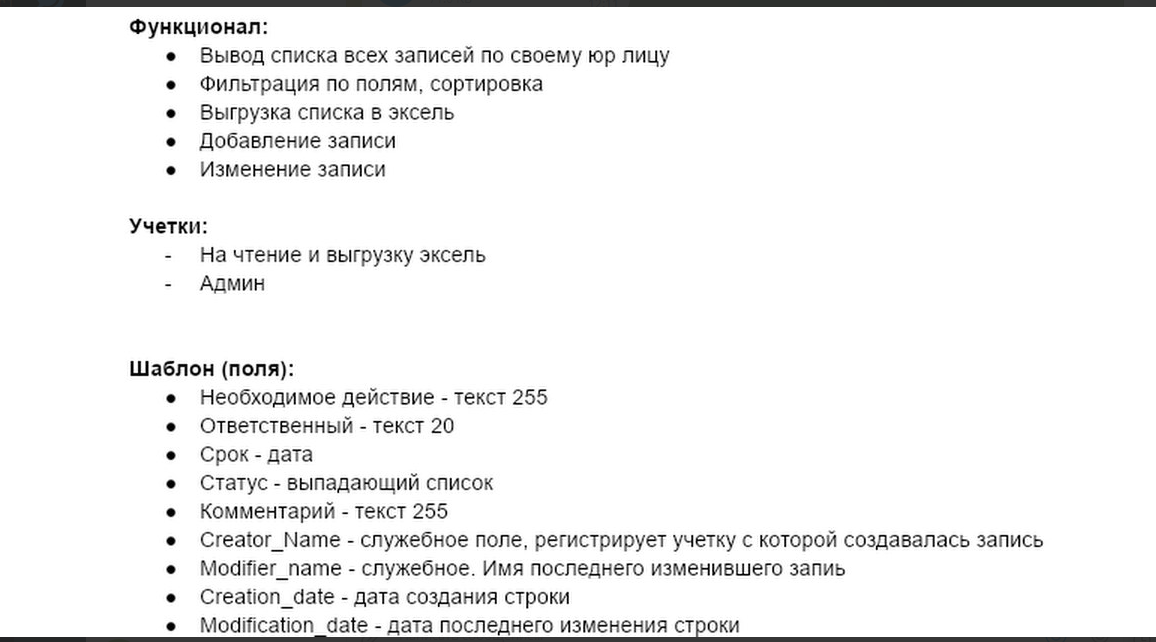 Функционал:
● Вывод списка всех записей по своему юр лицу
● Фильтрация по полям, сортировка
● Выгрузка списка в эксель
● Добавление записи
● Изменение записи
Учетки:
- На чтение и выгрузку эксель
- Админ
Шаблон (поля):
● Необходимое действие - текст 255
● Ответственный - текст 20
● Срок - дата
● Статус - выпадающий список
● Комментарий - текст 255
● Creator_Name - служебное поле, регистрирует учетку с которой создавалась запись
● Modifier_name - служебное. Имя последнего изменившего запиь
● Creation_date - дата создания строки
● Modification_date - дата последнего изменения строки